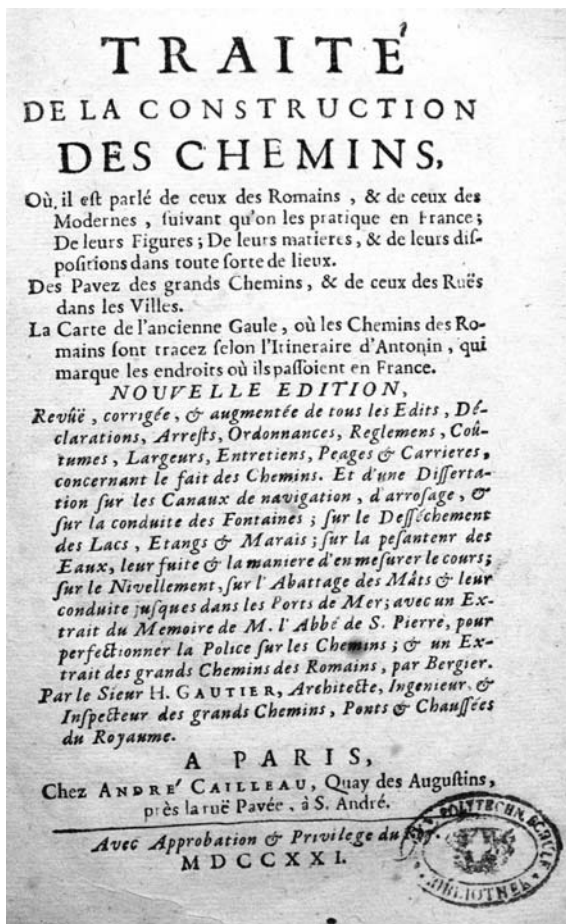 TRAITÉ
DE LA CONSTRUCTION
DES CHEMINS,
Où, il eſt parlé de ceux des Romains, & de ceux des
Modernes, ſuivant qu'on les pratique en France;
De leurs Figures; De leurs matieres, & de leurs diſ-
poſitions dans toute ſorte de lieux.
Des Pavez des grands Chemins, & de ceux des Ruës
dans les Villes.
La Carte de l'ancienne Gaule, où les Chemins des Ro-
mains ſont tracez ſelon l'Itineraire d'Antonin, qui
marque les endroits où ils paſſoient en France.
NOUVELLE EDITION,
Revûë, corrigée, & augmentée de tous les Edits, Dé-
clarations, Arreſts, Ordonnances, Reglemens, Coû-
tumes, Largeurs, Entretiens, Peages & Carrieres,
concernant le fait des Chemins. Et d'une Diſſerta-
tion ſur les Canaux de navigation, d'arroſage, &
ſur la conduite des Fontaines; ſur le Deſſéchement
des Lacs, Etangs & Marais; ſur la peſantenr des
Eaux, leur fuite & la maniere d'en meſurer le cours;
ſur le Nivellement, ſur l'Abattage des Mâts & leur
conduite juſques dans les Ports de Mer; avec un Ex-
trait du Memoire de M. l'Abbé de S. Pierre, pour
perfectionner la Police ſur les Chemins; & un Ex-
trait des grands Chemins des Romains, par Bergier.
Par le Sieur H. GAUTIER, Architecte, Ingenieur, &
Inſpecteur des grands Chemins, Ponts & Chauſſées
du Royaume.
A PARIS,
Chez ANDRÉ CAILLEAU, Quay des Auguſtins,
près la ruë Pavée, à S. André.
Avec Approbation & Privilege du
MDCCXXI.
POLYTECHN.
BIBLIOTHEK